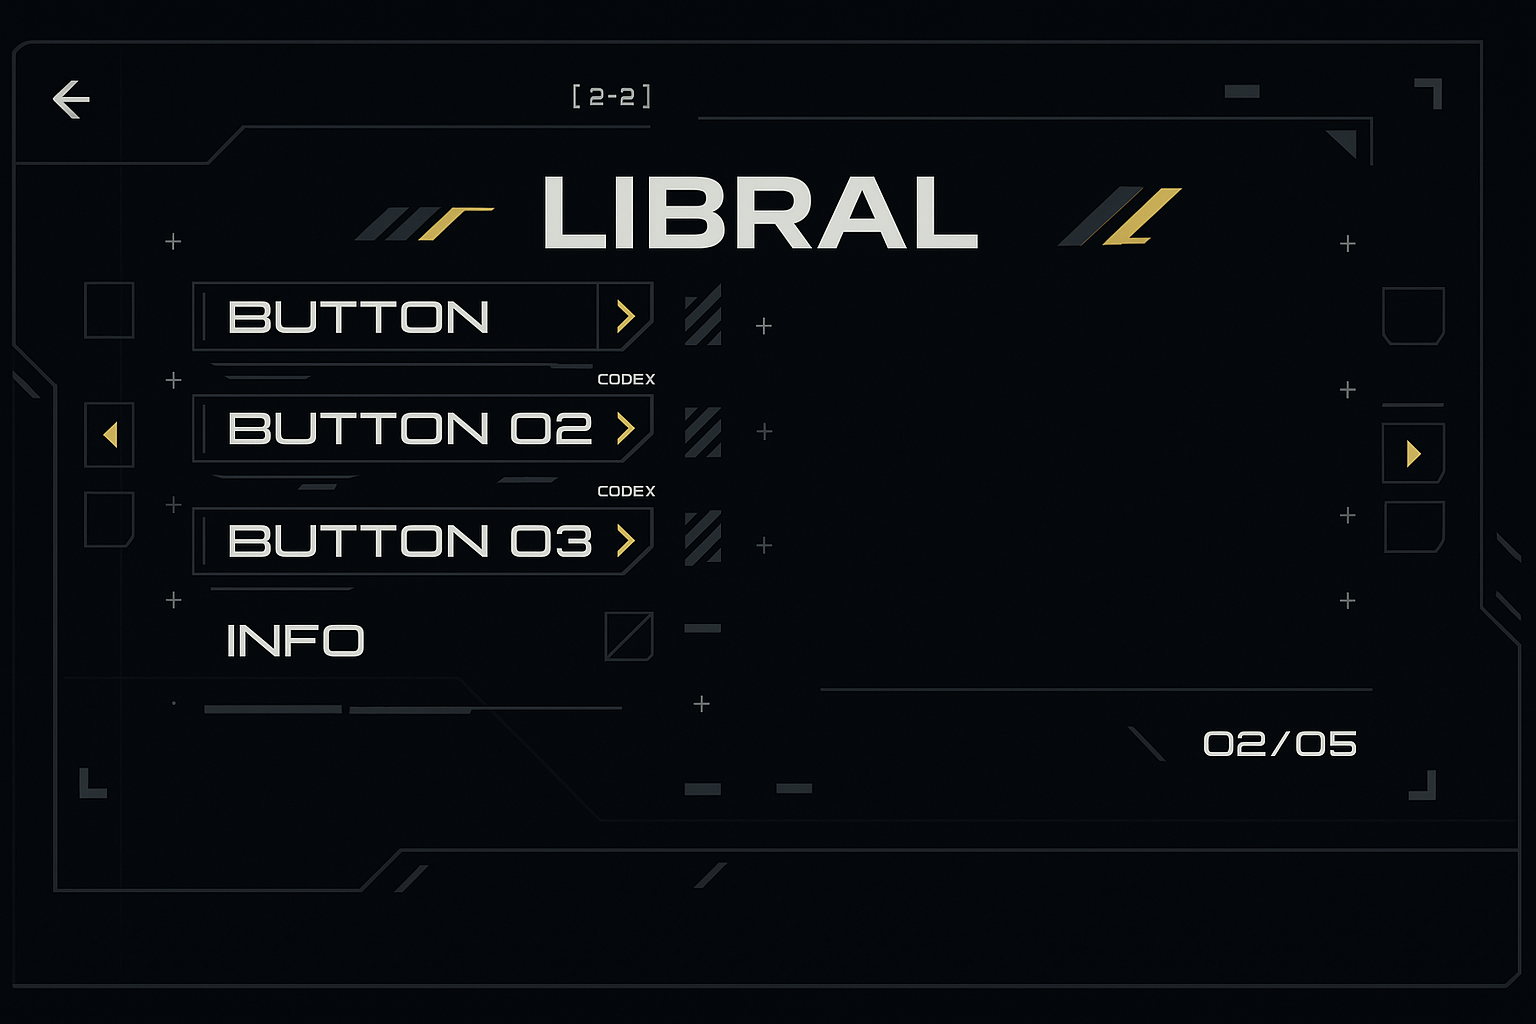 [ 2-2 ]
LIBRAL
BUTTON
CODEX
BUTTON 02
CODEX
BUTTON 03
INFO
02/05